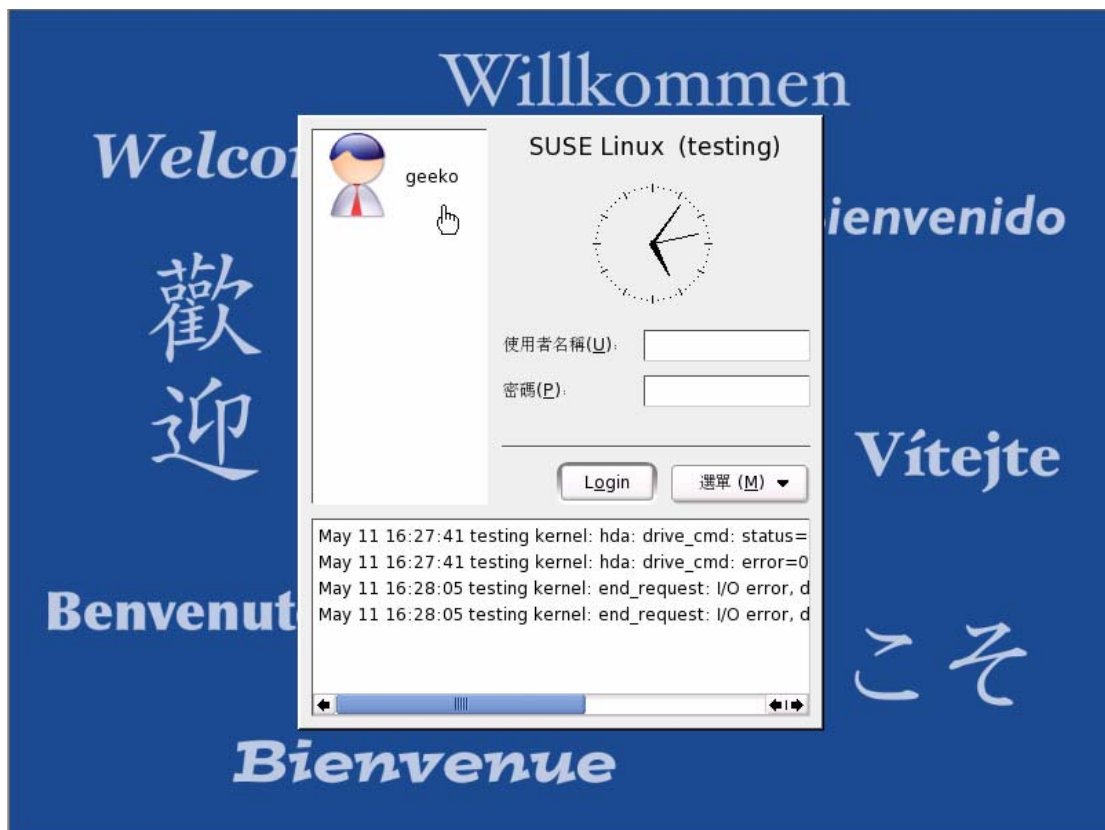 Willkommen
Welco
ienvenido
歡
迎
Vítejte
Benvenut
こそ
Bienvenue
SUSE Linux (testing)
geeko
使用者名稱(U):
密碼(P):
Login
選單 (M)
May 11 16:27:41 testing kernel: hda: drive_cmd: status=
May 11 16:27:41 testing kernel: hda: drive_cmd: error=0
May 11 16:28:05 testing kernel: end_request: I/O error, d
May 11 16:28:05 testing kernel: end_request: I/O error, d